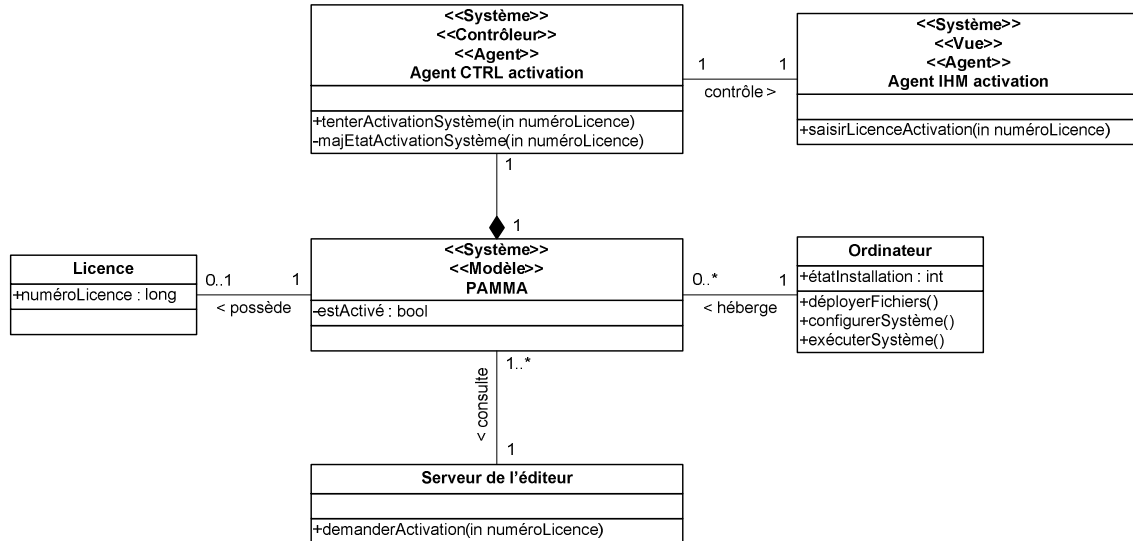 <<Système>>
<<Contrôleur>>
<<Agent>>
Agent CTRL activation
+tenterActivationSystème(in numéroLicence)
-majEtatActivationSystème(in numéroLicence)
1
1
contrôle >
<<Système>>
<<Vue>>
<<Agent>>
Agent IHM activation
+saisirLicenceActivation(in numéroLicence)
1
1
Licence
+numéroLicence : long
0..1
1
< possède
<<Système>>
<<Modèle>>
PAMMA
-estActivé : bool
0..*
1
< héberge
Ordinateur
+étatInstallation : int
+déployerFichiers()
+configurerSystème()
+exécuterSystème()
1..*
< consulte
1
Serveur de l'éditeur
+demanderActivation(in numéroLicence)